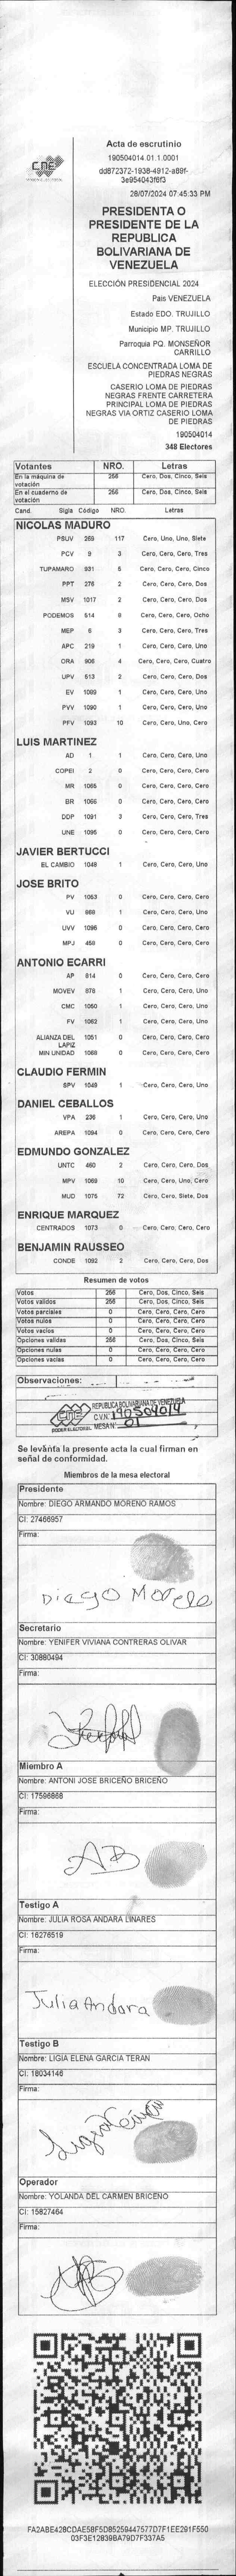 CNE
Acta de escrutinio
190504014.01.1.0001
dd872372-1938-4912-a89f-
3e954043f6f3
28/07/2024 07:45:33 PM
PRESIDENTA O
PRESIDENTE DE LA
REPUBLICA
BOLIVARIANA DE
VENEZUELA
ELECCIÓN PRESIDENCIAL 2024
Pais VENEZUELA
Estado EDO. TRUJILLO
Municipio MP. TRUJILLO
Parroquia PQ. MONSEÑOR
CARRILLO
ESCUELA CONCENTRADA LOMA DE
PIEDRAS NEGRAS
CASERIO LOMA DE PIEDRAS
NEGRAS FRENTE CARRETERA
PRINCIPAL LOMA DE PIEDRAS
NEGRAS VIA ORTIZ CASERIO LOMA
DE PIEDRAS
190504014
348 Electores
Votantes NRO. Letras
En la máquina de votación 256 Cero, Dos, Cinco, Seis
En el cuaderno de votación 256 Cero, Dos, Cinco, Seis
Cand. Sigla Código NRO. Letras
NICOLAS MADURO
PSUV 259 117 Cero, Uno, Uno, Siete
PCV 9 3 Cero, Cero, Cero, Tres
TUPAMARO 931 5 Cero, Cero, Cero, Cinco
PPT 276 2 Cero, Cero, Cero, Dos
MSV 1017 2 Cero, Cero, Cero, Dos
PODEMOS 514 8 Cero, Cero, Cero, Ocho
MEP 6 3 Cero, Cero, Cero, Tres
APC 219 1 Cero, Cero, Cero, Uno
ORA 906 4 Cero, Cero, Cero, Cuatro
UPV 513 2 Cero, Cero, Cero, Dos
EV 1089 1 Cero, Cero, Cero, Uno
PVV 1090 1 Cero, Cero, Cero, Uno
PFV 1093 10 Cero, Cero, Uno, Cero
LUIS MARTINEZ
AD 1 1 Cero, Cero, Cero, Uno
COPEI 2 0 Cero, Cero, Cero, Cero
MR 1065 0 Cero, Cero, Cero, Cero
BR 1066 0 Cero, Cero, Cero, Cero
DDP 1091 3 Cero, Cero, Cero, Tres
UNE 1095 0 Cero, Cero, Cero, Cero
JAVIER BERTUCCI
EL CAMBIO 1048 1 Cero, Cero, Cero, Uno
JOSE BRITO
PV 1053 0 Cero, Cero, Cero, Cero
VU 969 1 Cero, Cero, Cero, Uno
UVV 1096 0 Cero, Cero, Cero, Cero
MPJ 459 0 Cero, Cero, Cero, Cero
ANTONIO ECARRI
AP 814 0 Cero, Cero, Cero, Cero
MOVEV 878 1 Cero, Cero, Cero, Uno
CMC 1050 1 Cero, Cero, Cero, Uno
FV 1082 1 Cero, Cero, Cero, Uno
ALIANZA DEL LAPIZ 1051 0 Cero, Cero, Cero, Cero
MIN UNIDAD 1068 0 Cero, Cero, Cero, Cero
CLAUDIO FERMIN
SPV 1049 1 Cero, Cero, Cero, Uno
DANIEL CEBALLOS
VPA 236 1 Cero, Cero, Cero, Uno
AREPA 1094 0 Cero, Cero, Cero, Cero
EDMUNDO GONZALEZ
UNTC 460 2 Cero, Cero, Cero, Dos
MPV 1069 10 Cero, Cero, Uno, Cero
MUD 1075 72 Cero, Cero, Siete, Dos
ENRIQUE MARQUEZ
CENTRADOS 1073 0 Cero, Cero, Cero, Cero
BENJAMIN RAUSSEO
CONDE 1092 2 Cero, Cero, Cero, Dos
Resumen de votos
Votos 256 Cero, Dos, Cinco, Seis
Votos validos 256 Cero, Dos, Cinco, Seis
Votos parciales 0 Cero, Cero, Cero, Cero
Votos nulos 0 Cero, Cero, Cero, Cero
Votos vacios 0 Cero, Cero, Cero, Cero
Opciones validas 256 Cero, Dos, Cinco, Seis
Opciones nulas 0 Cero, Cero, Cero, Cero
Opciones vacias 0 Cero, Cero, Cero, Cero
Observaciones:
REPUBLICA BOLIVARIANA DE VENEZUELA
CNE C.V.N° 190504014
PODER ELECTORAL MESA N° 01
Se levanta la presente acta la cual firman en
señal de conformidad.
Miembros de la mesa electoral
Presidente
Nombre: DIEGO ARMANDO MORENO RAMOS
CI: 27466957
Firma:
Diego Moreno
Secretario
Nombre: YENIFER VIVIANA CONTRERAS OLIVAR
CI: 30880494
Firma:
Miembro A
Nombre: ANTONI JOSE BRICEÑO BRICEÑO
CI: 17596868
Firma:
AB
Testigo A
Nombre: JULIA ROSA ANDARA LINARES
CI: 16276519
Firma:
Julia Andara
Testigo B
Nombre: LIGIA ELENA GARCIA TERAN
CI: 18034146
Firma:
Operador
Nombre: YOLANDA DEL CARMEN BRICEÑO
CI: 15827464
Firma:
FA2ABE428CDAE58F5D85259447577D7F1EE291F550
03F3E12839BA79D7F337A5